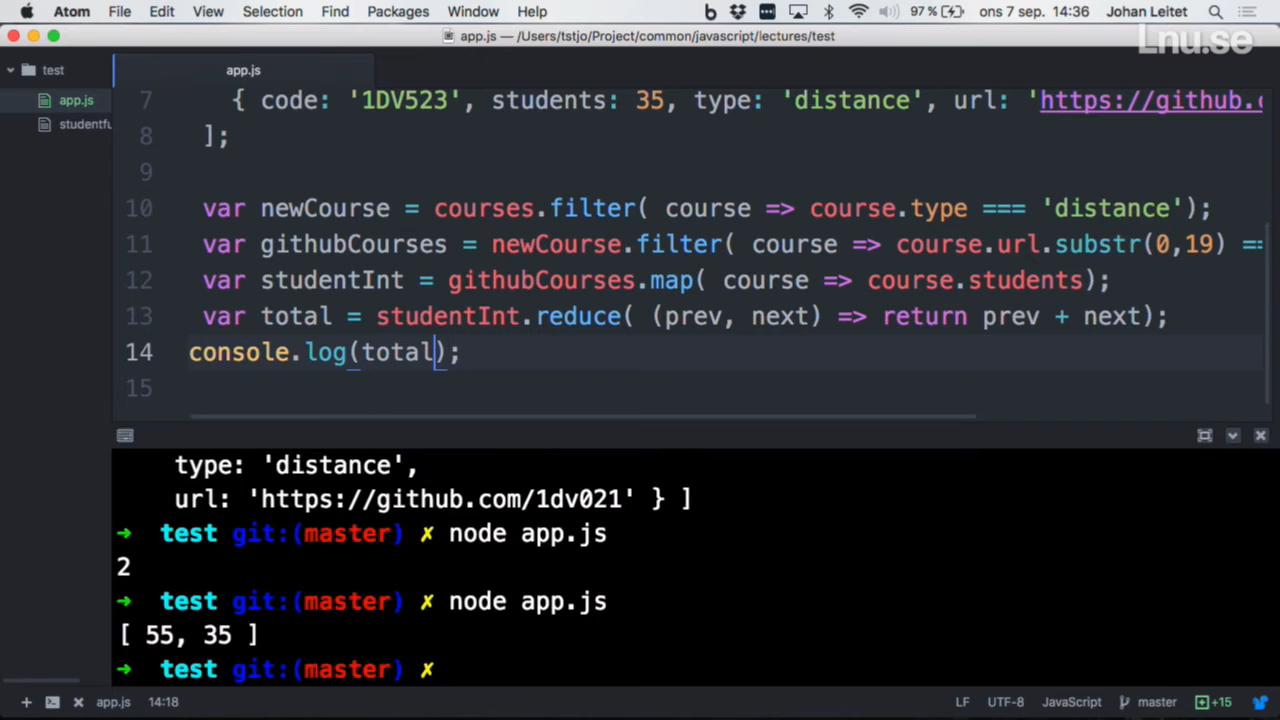 Atom File Edit View Selection Find Packages Window Help 97 % ons 7 sep. 14:36 Johan Leitet
app.js — /Users/tstjo/Project/common/javascript/lectures/test
Lnu.se
test
app.js
studentfu
app.js
7 { code: '1DV523', students: 35, type: 'distance', url: 'https://github.c
8 ];
9
10 var newCourse = courses.filter( course => course.type === 'distance');
11 var githubCourses = newCourse.filter( course => course.url.substr(0,19) ==
12 var studentInt = githubCourses.map( course => course.students);
13 var total = studentInt.reduce( (prev, next) => return prev + next);
14 console.log(total);
15
type: 'distance',
url: 'https://github.com/1dv021' } ]
→ test git:(master) ✗ node app.js
2
→ test git:(master) ✗ node app.js
[ 55, 35 ]
→ test git:(master) ✗
app.js 14:18 LF UTF-8 JavaScript master +15